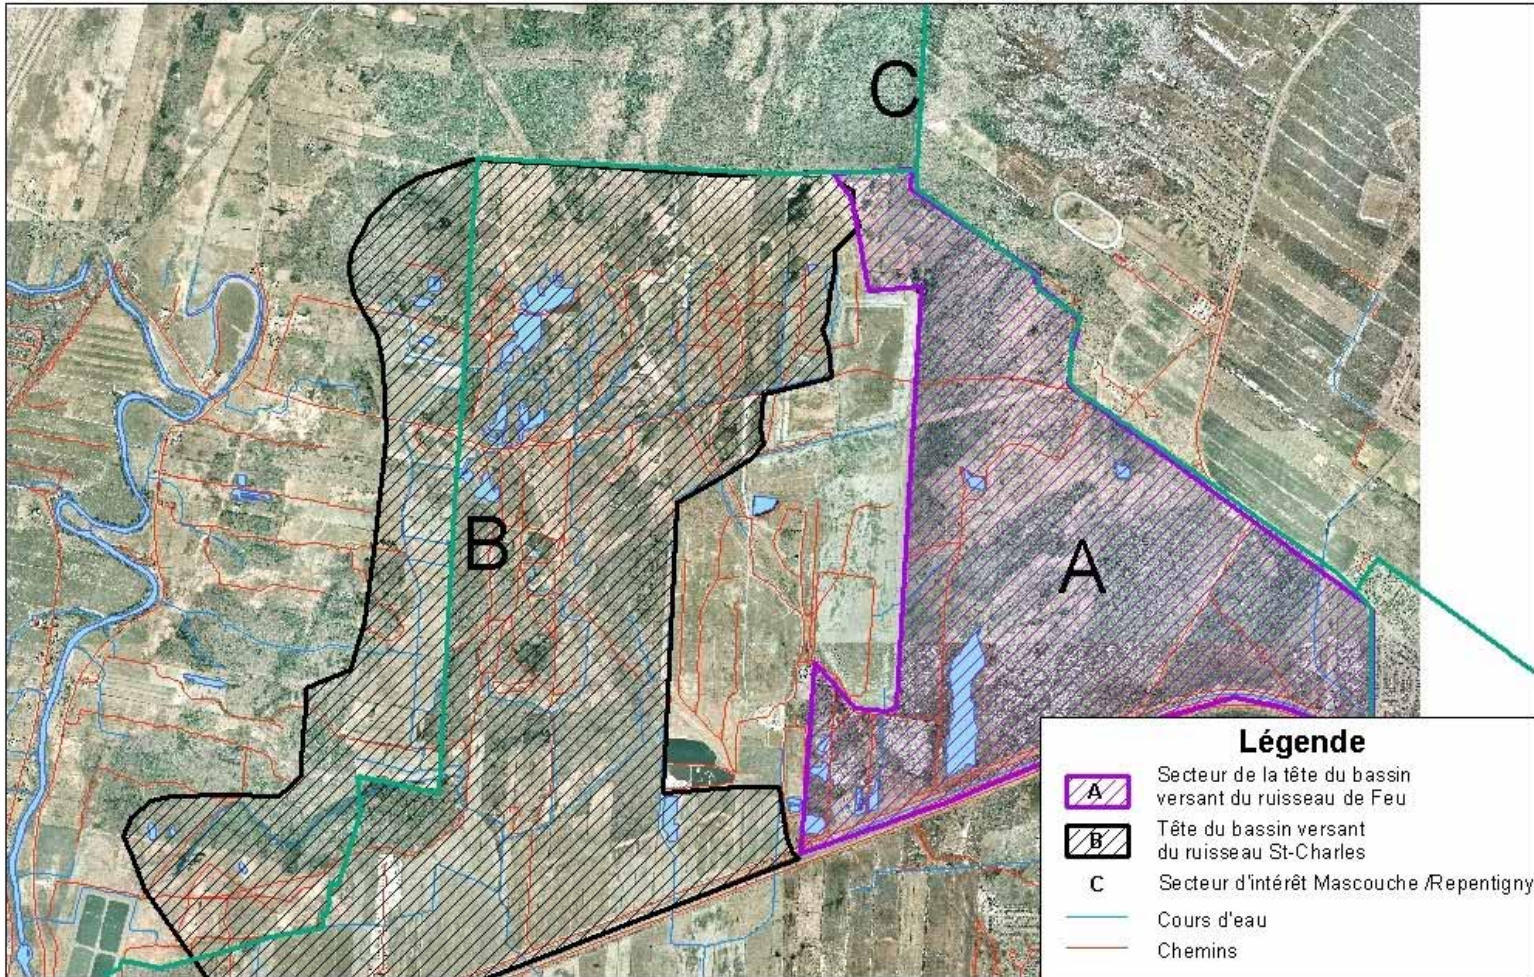 C
B
A
Légende
A Secteur de la tête du bassin
versant du ruisseau de Feu
B Tête du bassin versant
du ruisseau St-Charles
C Secteur d'intérêt Mascouche /Repentigny
Cours d'eau
Chemins